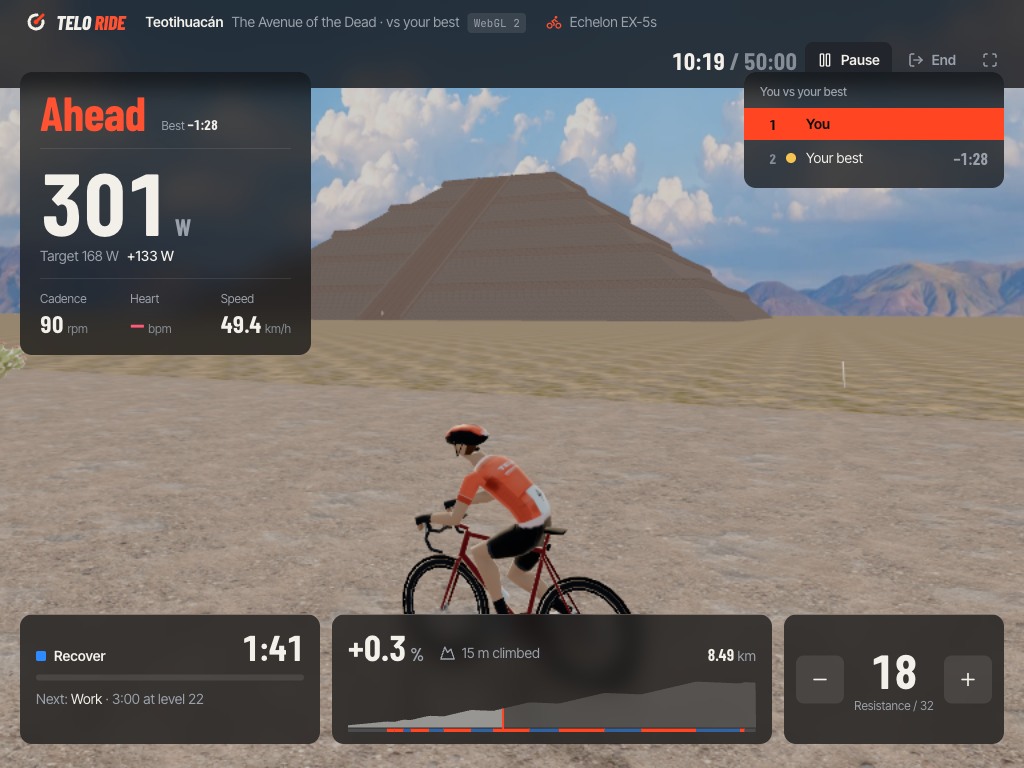 TELO RIDE Teotihuacán The Avenue of the Dead · vs your best WebGL 2 Echelon EX-5s
10:19 / 50:00 Pause End
Ahead Best −1:28
301 W
Target 168 W +133 W
Cadence Heart Speed
90 rpm – bpm 49.4 km/h
You vs your best
1 You
2 Your best −1:28
Recover 1:41
Next: Work · 3:00 at level 22
+0.3 % 15 m climbed 8.49 km
− 18 +
Resistance / 32